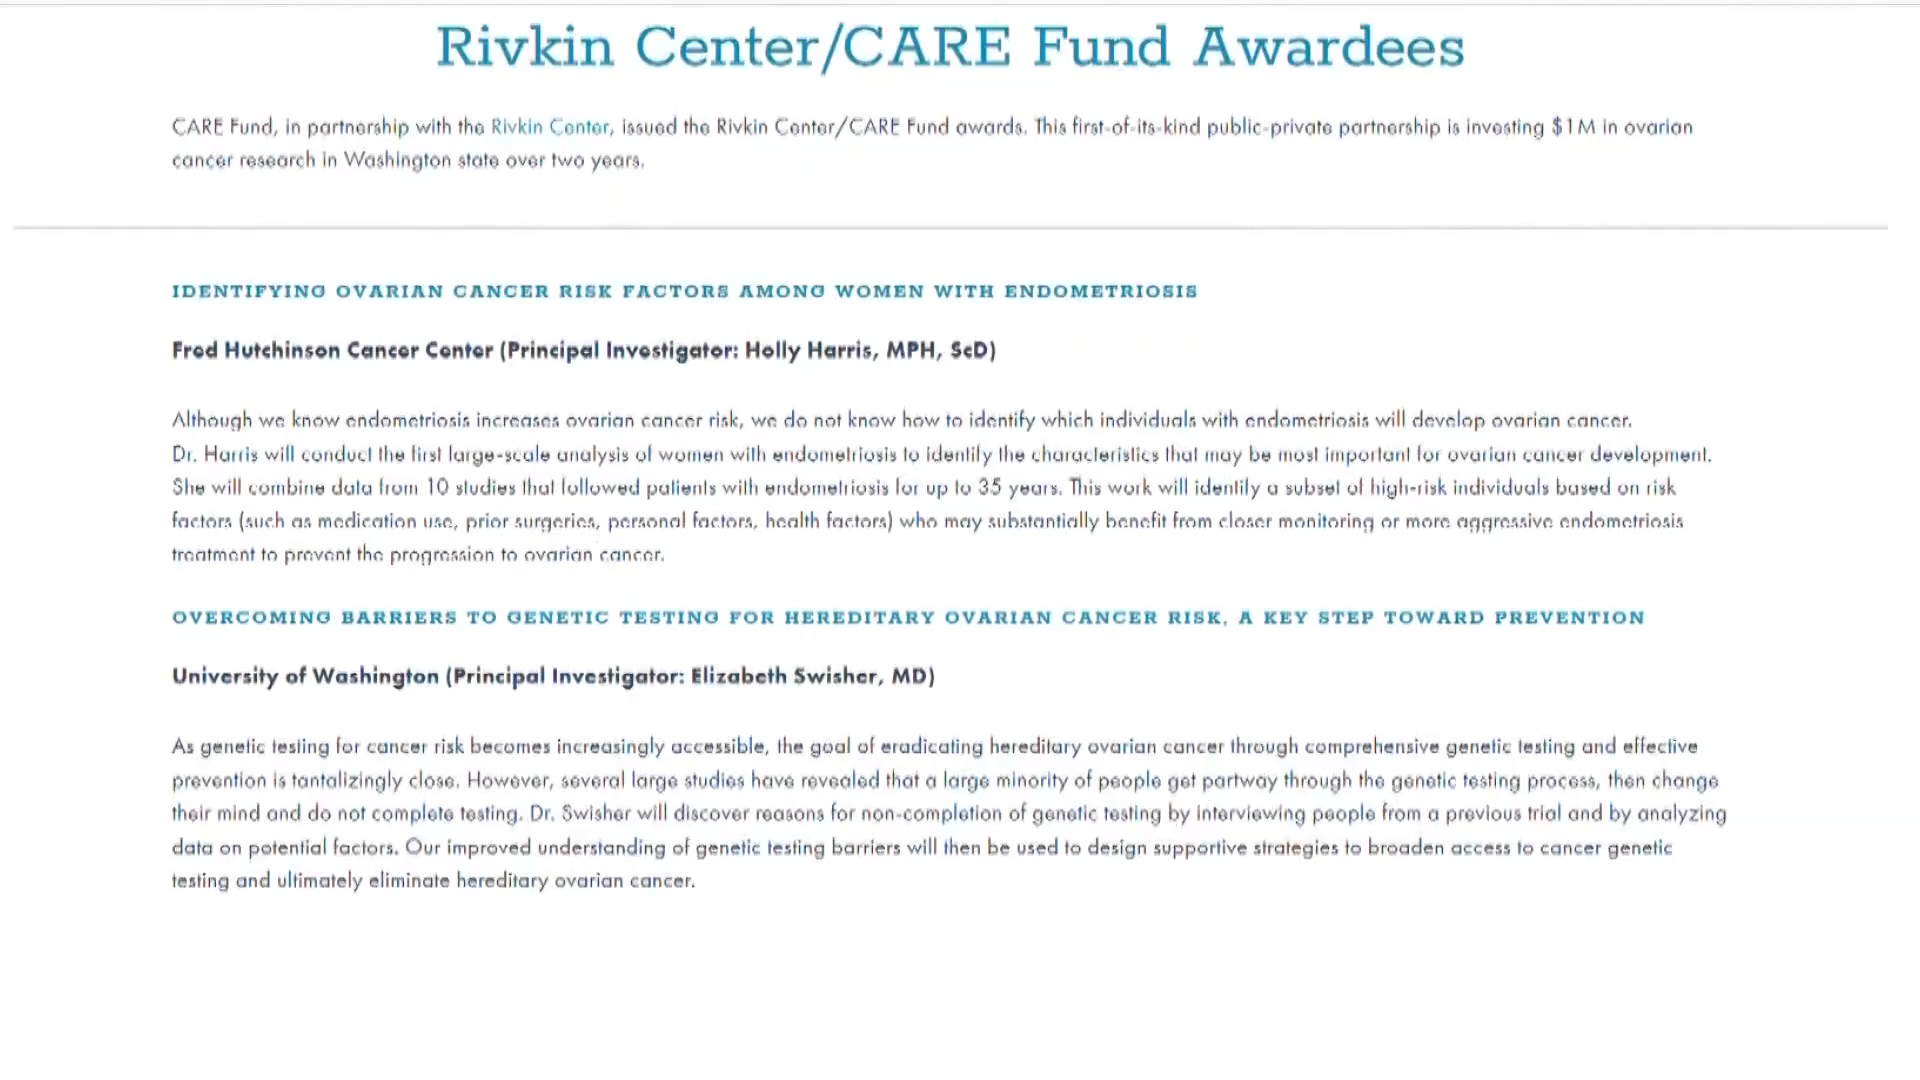 Rivkin Center/CARE Fund Awardees
CARE Fund, in partnership with the Rivkin Center, issued the Rivkin Center/CARE Fund awards. This first-of-its-kind public-private partnership is investing $1M in ovarian
cancer research in Washington state over two years.
IDENTIFYING OVARIAN CANCER RISK FACTORS AMONG WOMEN WITH ENDOMETRIOSIS
Fred Hutchinson Cancer Center (Principal Investigator: Holly Harris, MPH, ScD)
Although we know endometriosis increases ovarian cancer risk, we do not know how to identify which individuals with endometriosis will develop ovarian cancer.
Dr. Harris will conduct the first large-scale analysis of women with endometriosis to identify the characteristics that may be most important for ovarian cancer development.
She will combine data from 10 studies that followed patients with endometriosis for up to 35 years. This work will identify a subset of high-risk individuals based on risk
factors (such as medication use, prior surgeries, personal factors, health factors) who may substantially benefit from closer monitoring or more aggressive endometriosis
treatment to prevent the progression to ovarian cancer.
OVERCOMING BARRIERS TO GENETIC TESTING FOR HEREDITARY OVARIAN CANCER RISK, A KEY STEP TOWARD PREVENTION
University of Washington (Principal Investigator: Elizabeth Swisher, MD)
As genetic testing for cancer risk becomes increasingly accessible, the goal of eradicating hereditary ovarian cancer through comprehensive genetic testing and effective
prevention is tantalizingly close. However, several large studies have revealed that a large minority of people get partway through the genetic testing process, then change
their mind and do not complete testing. Dr. Swisher will discover reasons for non-completion of genetic testing by interviewing people from a previous trial and by analyzing
data on potential factors. Our improved understanding of genetic testing barriers will then be used to design supportive strategies to broaden access to cancer genetic
testing and ultimately eliminate hereditary ovarian cancer.